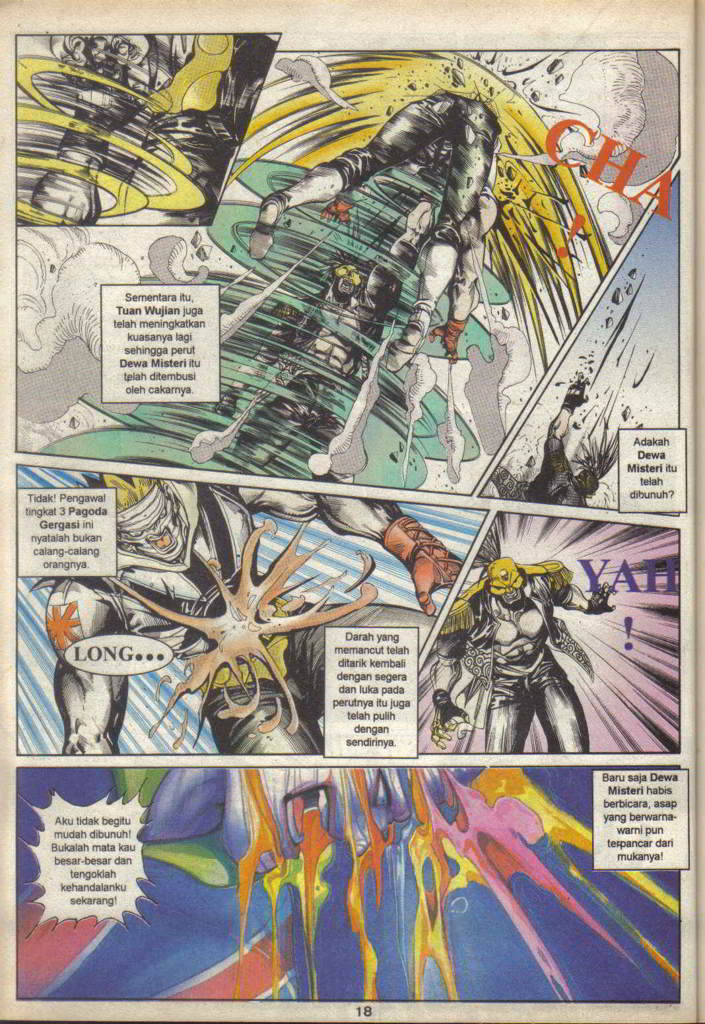 CHA
!
Sementara itu,
Tuan Wujian juga
telah meningkatkan
kuasanya lagi
sehingga perut
Dewa Misteri itu
telah ditembusi
oleh cakarnya.
Adakah
Dewa
Misteri itu
telah
dibunuh?
Tidak! Pengawal
tingkat 3 Pagoda
Gergasi ini
nyatalah bukan
calang-calang
orangnya.
LONG...
Darah yang
memancut telah
ditarik kembali
dengan segera
dan luka pada
perutnya itu juga
telah pulih
dengan
sendirinya.
YAH
!
Baru saja Dewa
Misteri habis
berbicara, asap
yang berwarna-
warni pun
terpancar dari
mukanya!
Aku tidak begitu
mudah dibunuh!
Bukalah mata kau
besar-besar dan
tengoklah
kehandalanku
sekarang!
18